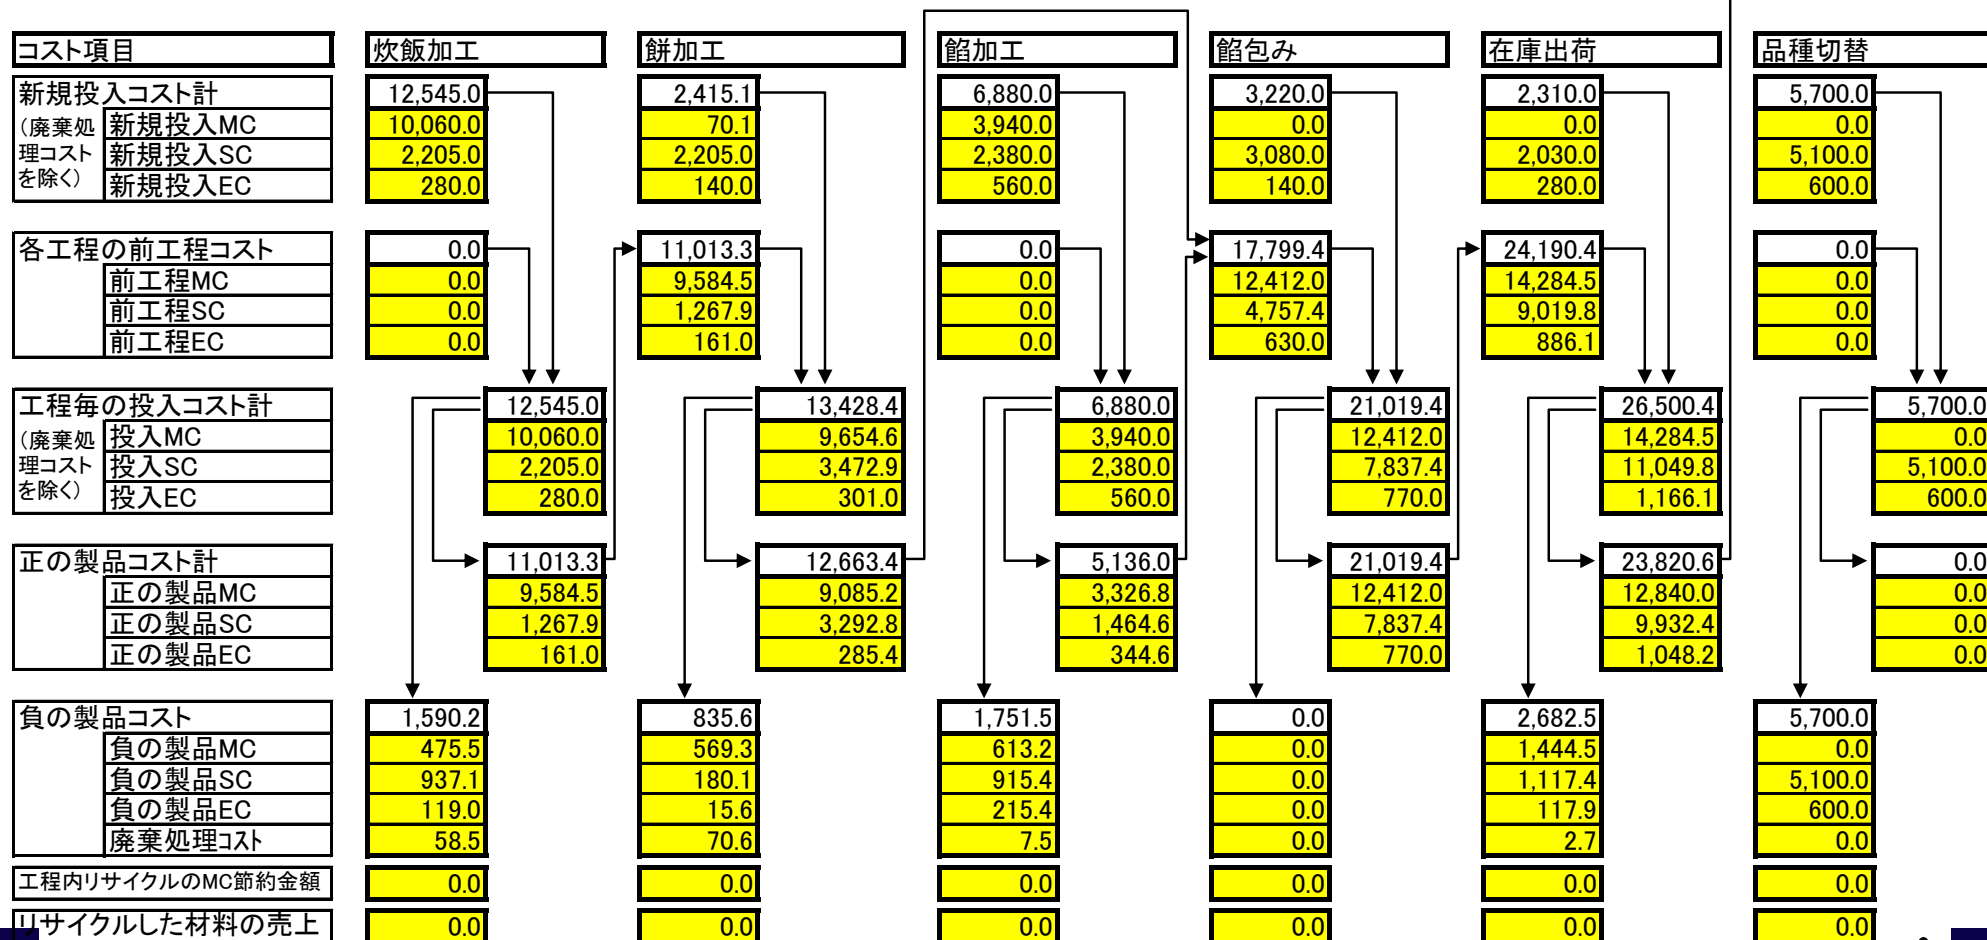 コスト項目 炊飯加工 餅加工 餡加工 餡包み 在庫出荷 品種切替
新規投入コスト計 12,545.0 2,415.1 6,880.0 3,220.0 2,310.0 5,700.0
(廃棄処理コストを除く)
新規投入MC 10,060.0 70.1 3,940.0 0.0 0.0 0.0
新規投入SC 2,205.0 2,205.0 2,380.0 3,080.0 2,030.0 5,100.0
新規投入EC 280.0 140.0 560.0 140.0 280.0 600.0
各工程の前工程コスト 0.0 11,013.3 0.0 17,799.4 24,190.4 0.0
前工程MC 0.0 9,584.5 0.0 12,412.0 14,284.5 0.0
前工程SC 0.0 1,267.9 0.0 4,757.4 9,019.8 0.0
前工程EC 0.0 161.0 0.0 630.0 886.1 0.0
工程毎の投入コスト計 12,545.0 13,428.4 6,880.0 21,019.4 26,500.4 5,700.0
(廃棄処理コストを除く)
投入MC 10,060.0 9,654.6 3,940.0 12,412.0 14,284.5 0.0
投入SC 2,205.0 3,472.9 2,380.0 7,837.4 11,049.8 5,100.0
投入EC 280.0 301.0 560.0 770.0 1,166.1 600.0
正の製品コスト計 11,013.3 12,663.4 5,136.0 21,019.4 23,820.6 0.0
正の製品MC 9,584.5 9,085.2 3,326.8 12,412.0 12,840.0 0.0
正の製品SC 1,267.9 3,292.8 1,464.6 7,837.4 9,932.4 0.0
正の製品EC 161.0 285.4 344.6 770.0 1,048.2 0.0
負の製品コスト 1,590.2 835.6 1,751.5 0.0 2,682.5 5,700.0
負の製品MC 475.5 569.3 613.2 0.0 1,444.5 0.0
負の製品SC 937.1 180.1 915.4 0.0 1,117.4 5,100.0
負の製品EC 119.0 15.6 215.4 0.0 117.9 600.0
廃棄処理コスト 58.5 70.6 7.5 0.0 2.7 0.0
工程内リサイクルのMC節約金額 0.0 0.0 0.0 0.0 0.0 0.0
リサイクルした材料の売上 0.0 0.0 0.0 0.0 0.0 0.0